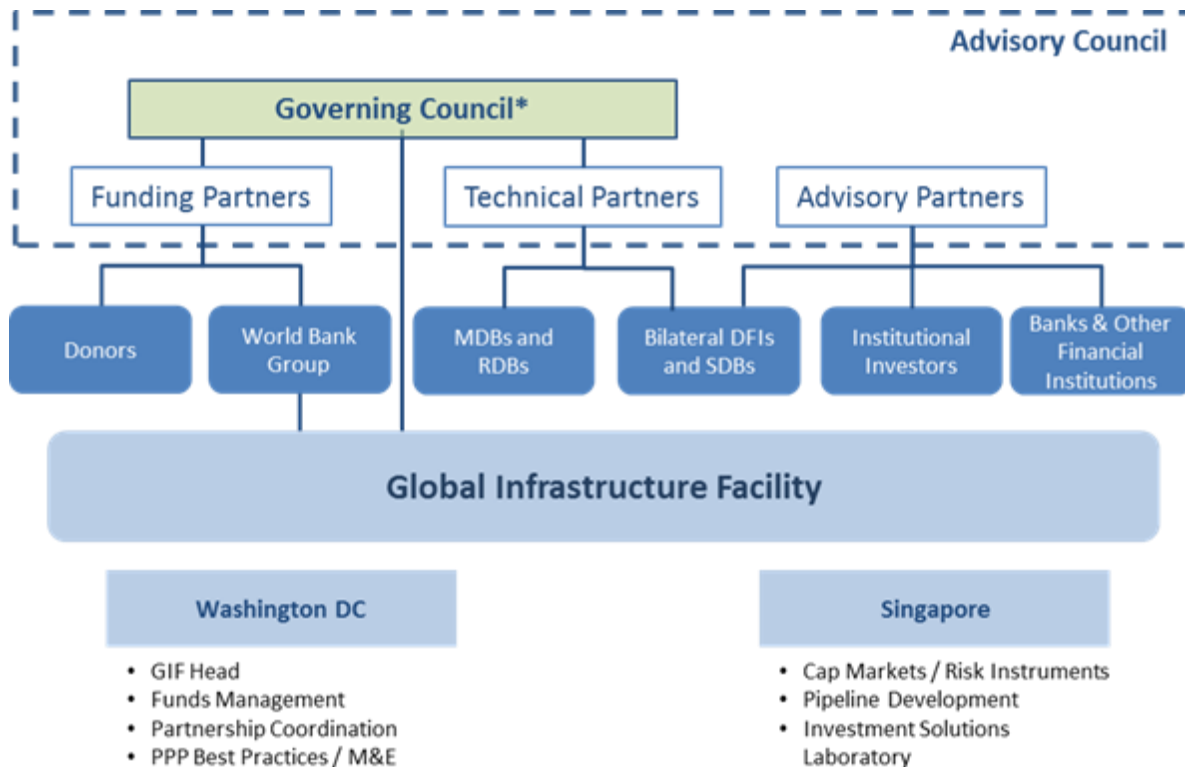 Advisory Council
Governing Council*
Funding Partners
Technical Partners
Advisory Partners
Donors
World Bank
Group
MDBs and
RDBs
Bilateral DFIs
and SDBs
Institutional
Investors
Banks & Other
Financial
Institutions
Global Infrastructure Facility
Washington DC
• GIF Head
• Funds Management
• Partnership Coordination
• PPP Best Practices / M&E
Singapore
• Cap Markets / Risk Instruments
• Pipeline Development
• Investment Solutions
Laboratory